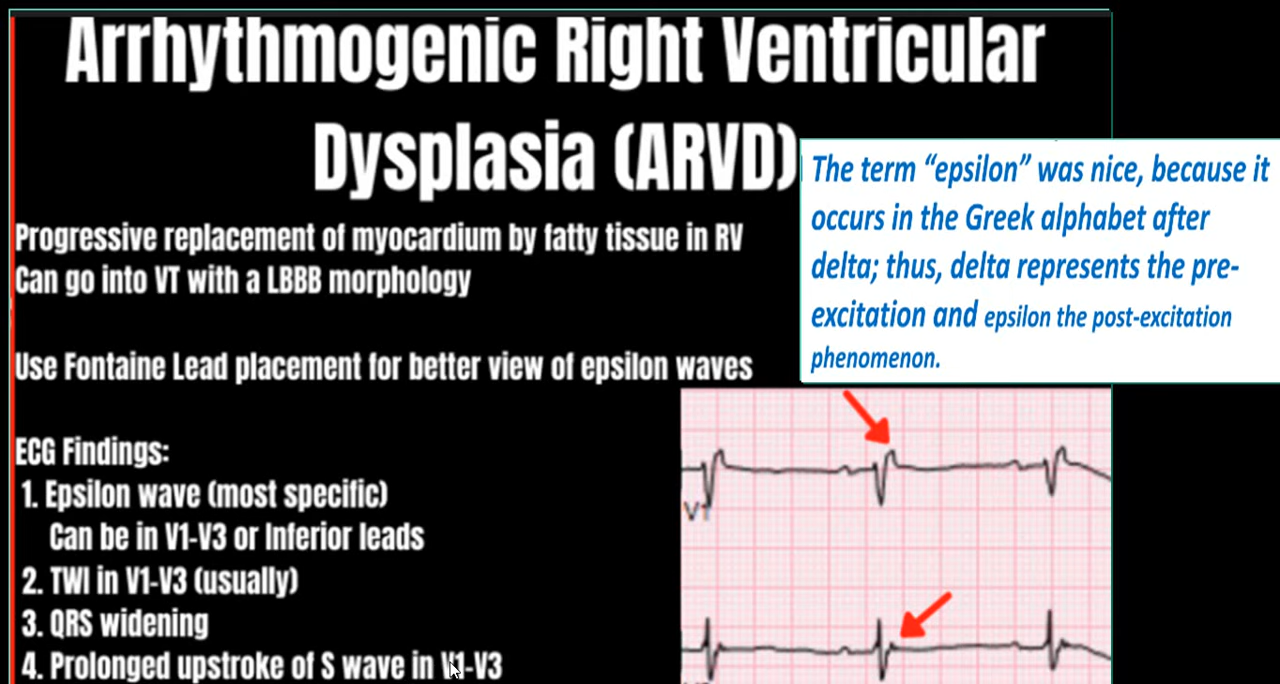 Arrhythmogenic Right Ventricular
Dysplasia (ARVD)
The term “epsilon” was nice, because it
occurs in the Greek alphabet after
delta; thus, delta represents the pre-
excitation and epsilon the post-excitation
phenomenon.
Progressive replacement of myocardium by fatty tissue in RV
Can go into VT with a LBBB morphology
Use Fontaine Lead placement for better view of epsilon waves
ECG Findings:
1. Epsilon wave (most specific)
Can be in V1-V3 or Inferior leads
2. TWI in V1-V3 (usually)
3. QRS widening
4. Prolonged upstroke of S wave in V1-V3
V1